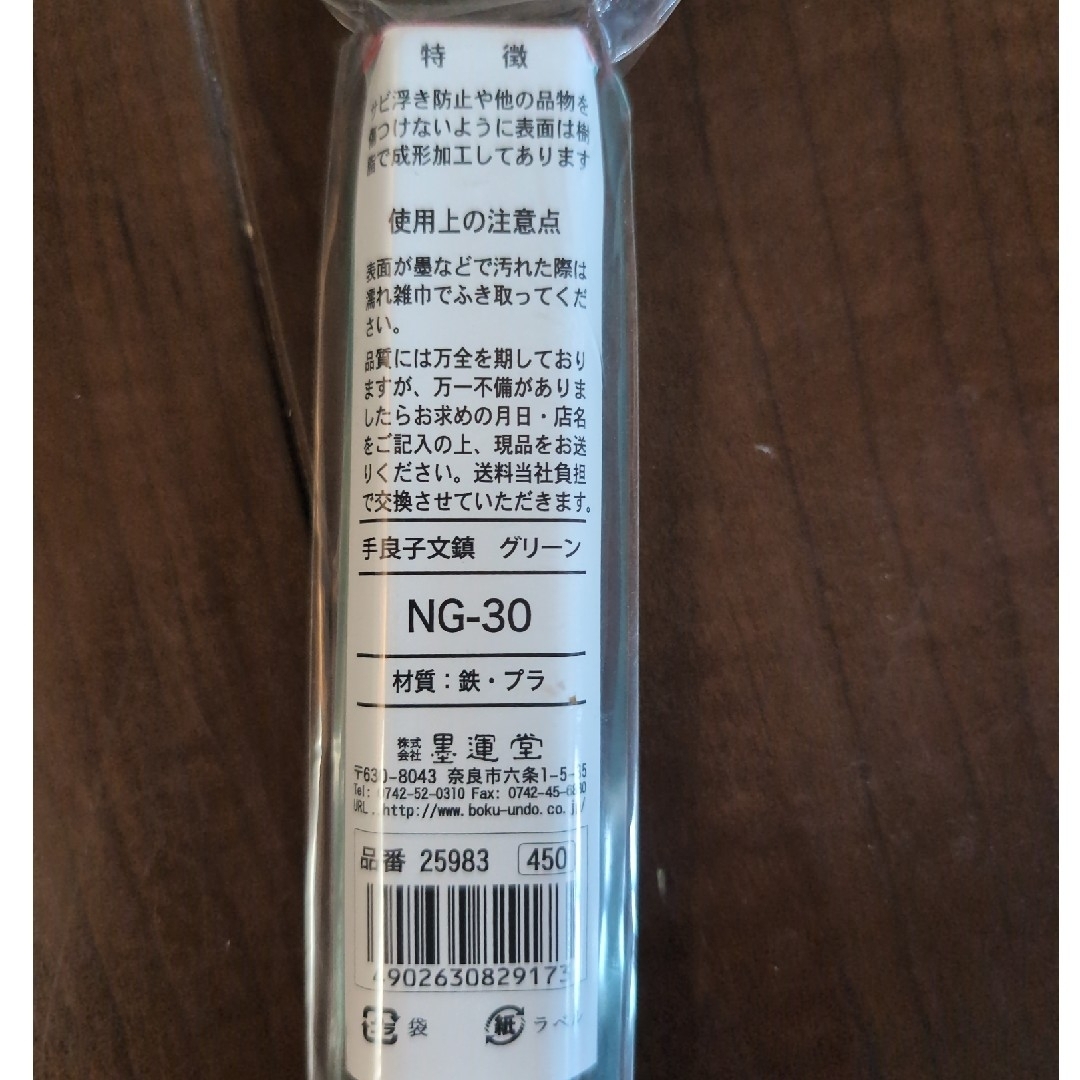 特 徴
サビ浮き防止や他の品物を
傷つけないように表面は樹
脂で成形加工してあります
使用上の注意点
表面が墨などで汚れた際は
濡れ雑巾でふき取ってくだ
さい。
品質には万全を期しており
ますが、万一不備がありま
したらお求めの月日・店名
をご記入の上、現品をお送
りください。送料当社負担
で交換させていただきます。
手良子文鎮 グリーン
NG-30
材質：鉄・プラ
株式会社 墨運堂
〒630-8043 奈良市六条1-5-35
Tel: 0742-52-0310 Fax: 0742-45-6880
URL http://www.boku-undo.co.jp/
品番 25983 450
4902630829173
プラ 袋 紙 ラベル